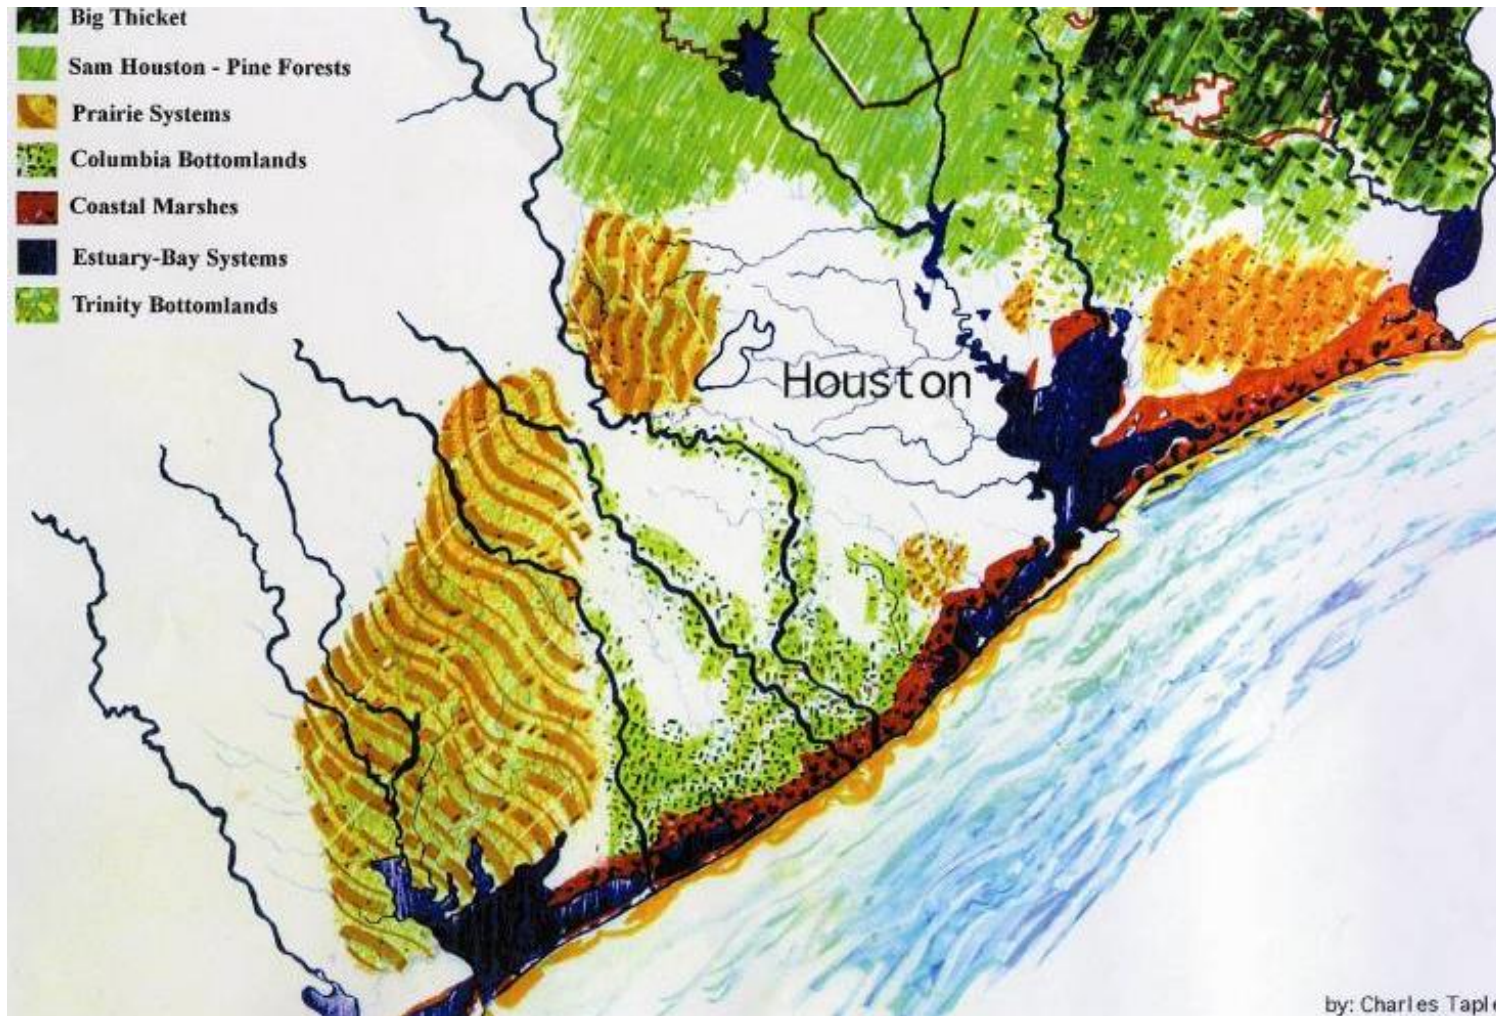 Big Thicket
Sam Houston - Pine Forests
Prairie Systems
Columbia Bottomlands
Coastal Marshes
Estuary-Bay Systems
Trinity Bottomlands
Houston
by: Charles Taple